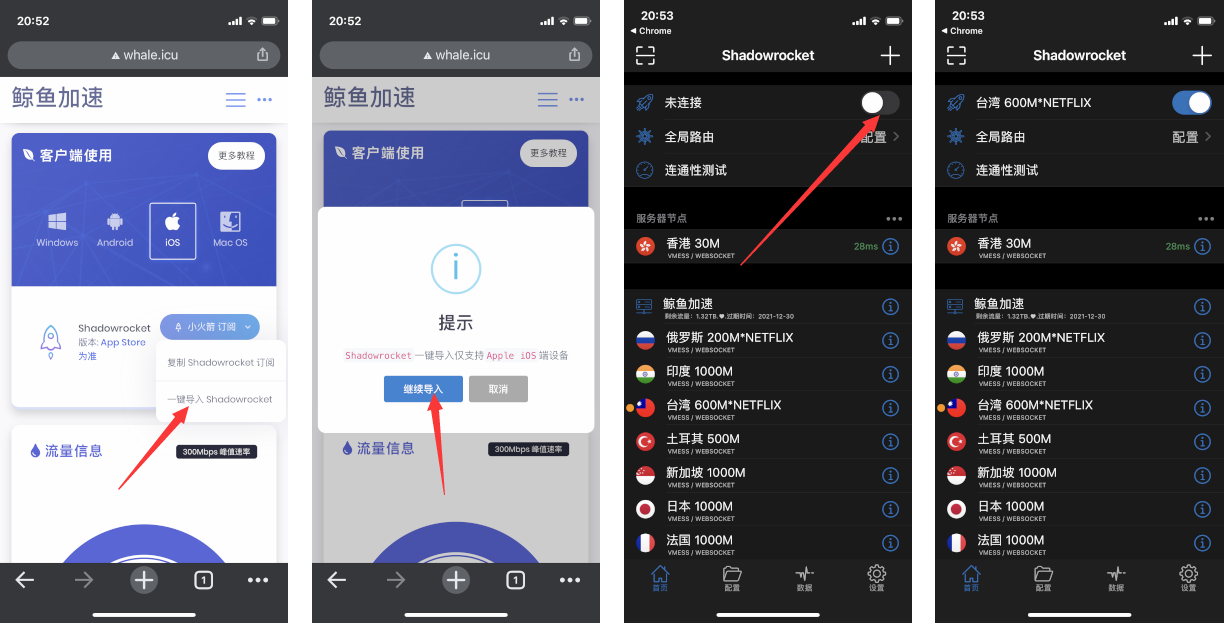 20:52
whale.icu
鲸鱼加速
客户端使用
更多教程
Windows
Android
iOS
Mac OS
Shadowrocket
版本: App Store
为准
小火箭 订阅
复制 Shadowrocket 订阅
一键导入 Shadowrocket
流量信息
300Mbps 峰值速率
1
20:52
whale.icu
鲸鱼加速
客户端使用
更多教程
提示
Shadowrocket 一键导入仅支持 Apple iOS 端设备
继续导入
取消
流量信息
300Mbps 峰值速率
1
20:53
Chrome
Shadowrocket
未连接
全局路由
配置
连通性测试
服务器节点
香港 30M
VMESS / WEBSOCKET
28ms
鲸鱼加速
剩余流量：1.32TB.♥.过期时间：2021-12-30
俄罗斯 200M*NETFLIX
VMESS / WEBSOCKET
印度 1000M
VMESS / WEBSOCKET
台湾 600M*NETFLIX
VMESS / WEBSOCKET
土耳其 500M
VMESS / WEBSOCKET
新加坡 1000M
VMESS / WEBSOCKET
日本 1000M
VMESS / WEBSOCKET
法国 1000M
VMESS / WEBSOCKET
首页
配置
数据
设置
20:53
Chrome
Shadowrocket
台湾 600M*NETFLIX
全局路由
配置
连通性测试
服务器节点
香港 30M
VMESS / WEBSOCKET
28ms
鲸鱼加速
剩余流量：1.32TB.♥.过期时间：2021-12-30
俄罗斯 200M*NETFLIX
VMESS / WEBSOCKET
印度 1000M
VMESS / WEBSOCKET
台湾 600M*NETFLIX
VMESS / WEBSOCKET
土耳其 500M
VMESS / WEBSOCKET
新加坡 1000M
VMESS / WEBSOCKET
日本 1000M
VMESS / WEBSOCKET
法国 1000M
VMESS / WEBSOCKET
首页
配置
数据
设置